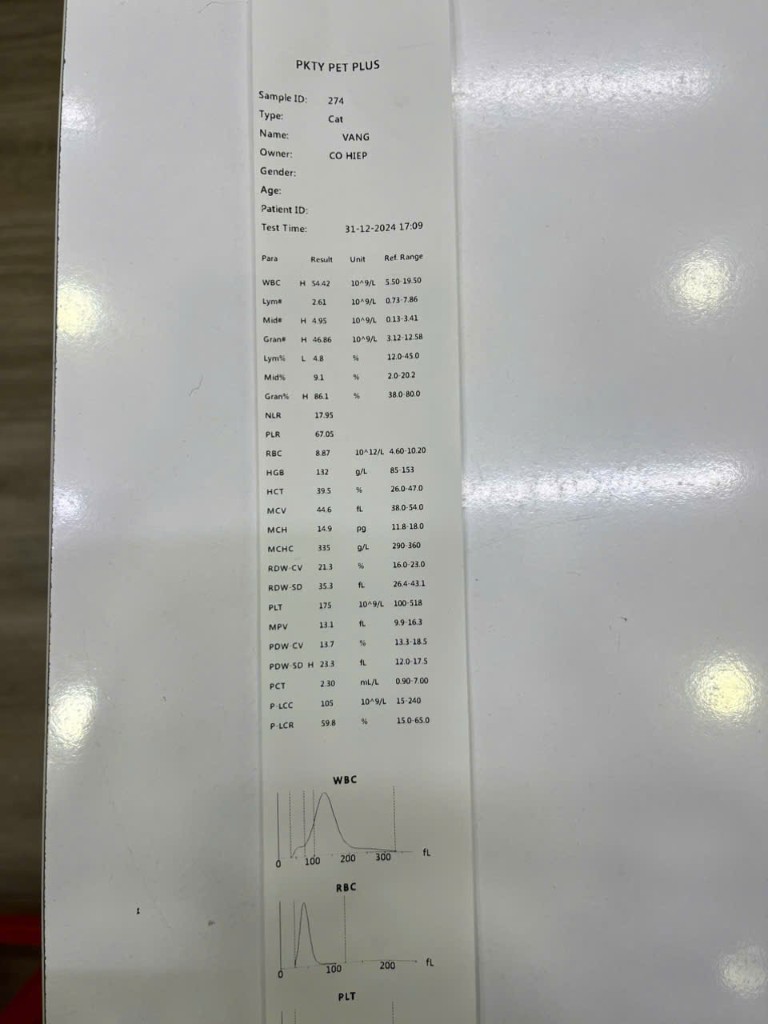 PKTY PET PLUS
Sample ID: 274
Type: Cat
Name: VANG
Owner: CO HIEP
Gender:
Age:
Patient ID:
Test Time: 31-12-2024 17:09
Para Result Unit Ref. Range
WBC H 54.42 10^9/L 5.50-19.50
Lym# 2.61 10^9/L 0.73-7.86
Mid# H 4.95 10^9/L 0.13-3.41
Gran# H 46.86 10^9/L 3.12-12.58
Lym% L 4.8 % 12.0-45.0
Mid% 9.1 % 2.0-20.2
Gran% H 86.1 % 38.0-80.0
NLR 17.95
PLR 67.05
RBC 8.87 10^12/L 4.60-10.20
HGB 132 g/L 85-153
HCT 39.5 % 26.0-47.0
MCV 44.6 fL 38.0-54.0
MCH 14.9 pg 11.8-18.0
MCHC 335 g/L 290-360
RDW-CV 21.3 % 16.0-23.0
RDW-SD 35.3 fL 26.4-43.1
PLT 175 10^9/L 100-518
MPV 13.1 fL 9.9-16.3
PDW-CV 13.7 % 13.3-18.5
PDW-SD H 23.3 fL 12.0-17.5
PCT 2.30 mL/L 0.90-7.00
P-LCC 105 10^9/L 15-240
P-LCR 59.8 % 15.0-65.0
WBC
0 100 200 300 fL
RBC
0 100 200 fL
PLT